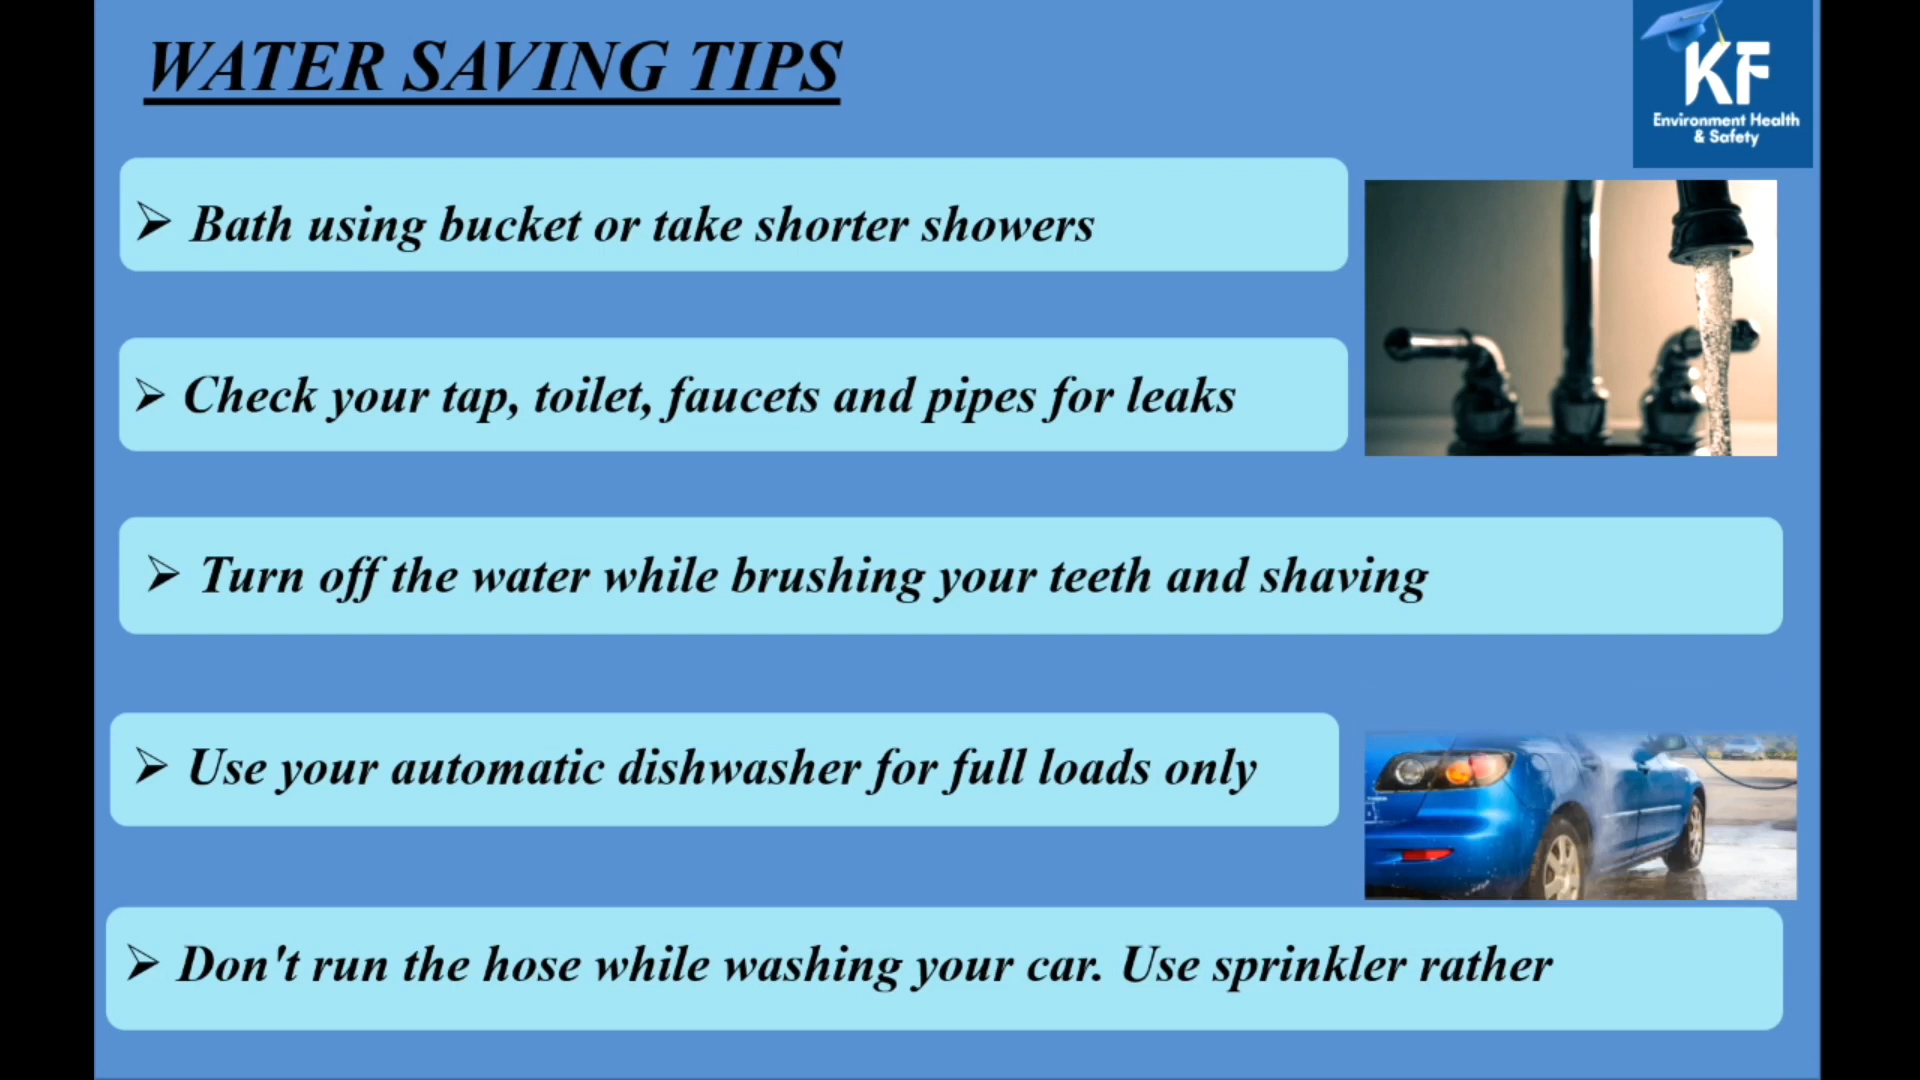 WATER SAVING TIPS
KF
Environment Health
& Safety
Bath using bucket or take shorter showers
Check your tap, toilet, faucets and pipes for leaks
Turn off the water while brushing your teeth and shaving
Use your automatic dishwasher for full loads only
Don't run the hose while washing your car. Use sprinkler rather